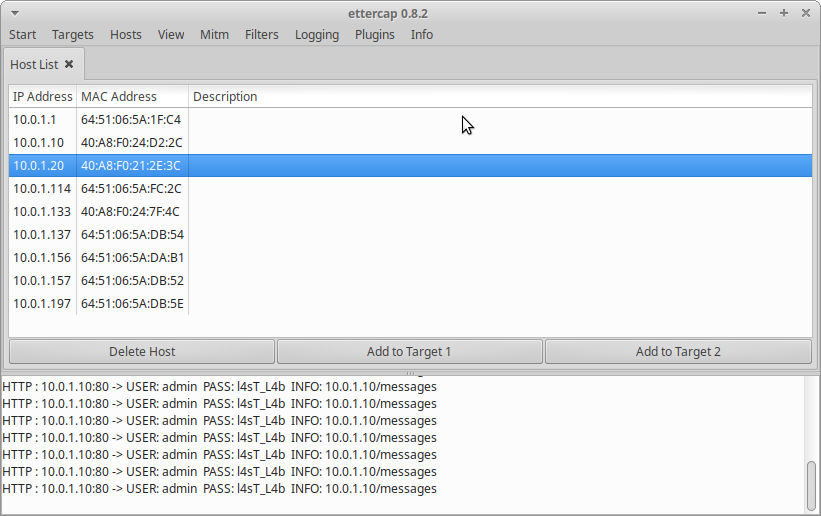 ettercap 0.8.2
Start Targets Hosts View Mitm Filters Logging Plugins Info
Host List ✖
IP Address MAC Address Description
10.0.1.1 64:51:06:5A:1F:C4
10.0.1.10 40:A8:F0:24:D2:2C
10.0.1.20 40:A8:F0:21:2E:3C
10.0.1.114 64:51:06:5A:FC:2C
10.0.1.133 40:A8:F0:24:7F:4C
10.0.1.137 64:51:06:5A:DB:54
10.0.1.156 64:51:06:5A:DA:B1
10.0.1.157 64:51:06:5A:DB:52
10.0.1.197 64:51:06:5A:DB:5E
Delete Host Add to Target 1 Add to Target 2
HTTP : 10.0.1.10:80 -> USER: admin PASS: l4sT_L4b INFO: 10.0.1.10/messages
HTTP : 10.0.1.10:80 -> USER: admin PASS: l4sT_L4b INFO: 10.0.1.10/messages
HTTP : 10.0.1.10:80 -> USER: admin PASS: l4sT_L4b INFO: 10.0.1.10/messages
HTTP : 10.0.1.10:80 -> USER: admin PASS: l4sT_L4b INFO: 10.0.1.10/messages
HTTP : 10.0.1.10:80 -> USER: admin PASS: l4sT_L4b INFO: 10.0.1.10/messages
HTTP : 10.0.1.10:80 -> USER: admin PASS: l4sT_L4b INFO: 10.0.1.10/messages
HTTP : 10.0.1.10:80 -> USER: admin PASS: l4sT_L4b INFO: 10.0.1.10/messages